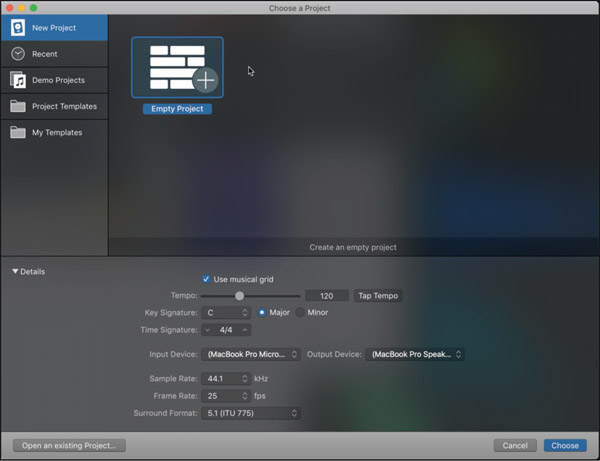 Choose a Project
New Project
Recent
Demo Projects
Project Templates
My Templates
Empty Project
Create an empty project
Details
Use musical grid
Tempo: 120 Tap Tempo
Key Signature: C Major Minor
Time Signature: 4/4
Input Device: (MacBook Pro Micro... Output Device: (MacBook Pro Speak...
Sample Rate: 44.1 kHz
Frame Rate: 25 fps
Surround Format: 5.1 (ITU 775)
Open an existing Project... Cancel Choose